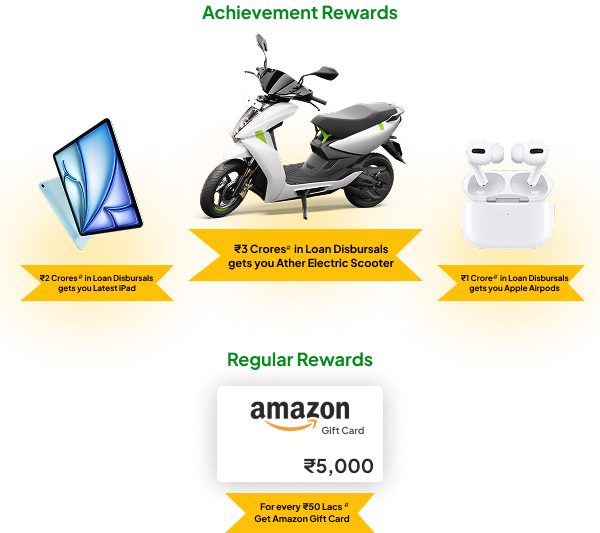 Achievement Rewards
₹3 Crores# in Loan Disbursals
gets you Ather Electric Scooter
₹2 Crores# in Loan Disbursals
gets you Latest iPad
₹1 Crore# in Loan Disbursals
gets you Apple Airpods
Regular Rewards
amazon
Gift Card
₹5,000
For every ₹50 Lacs #
Get Amazon Gift Card